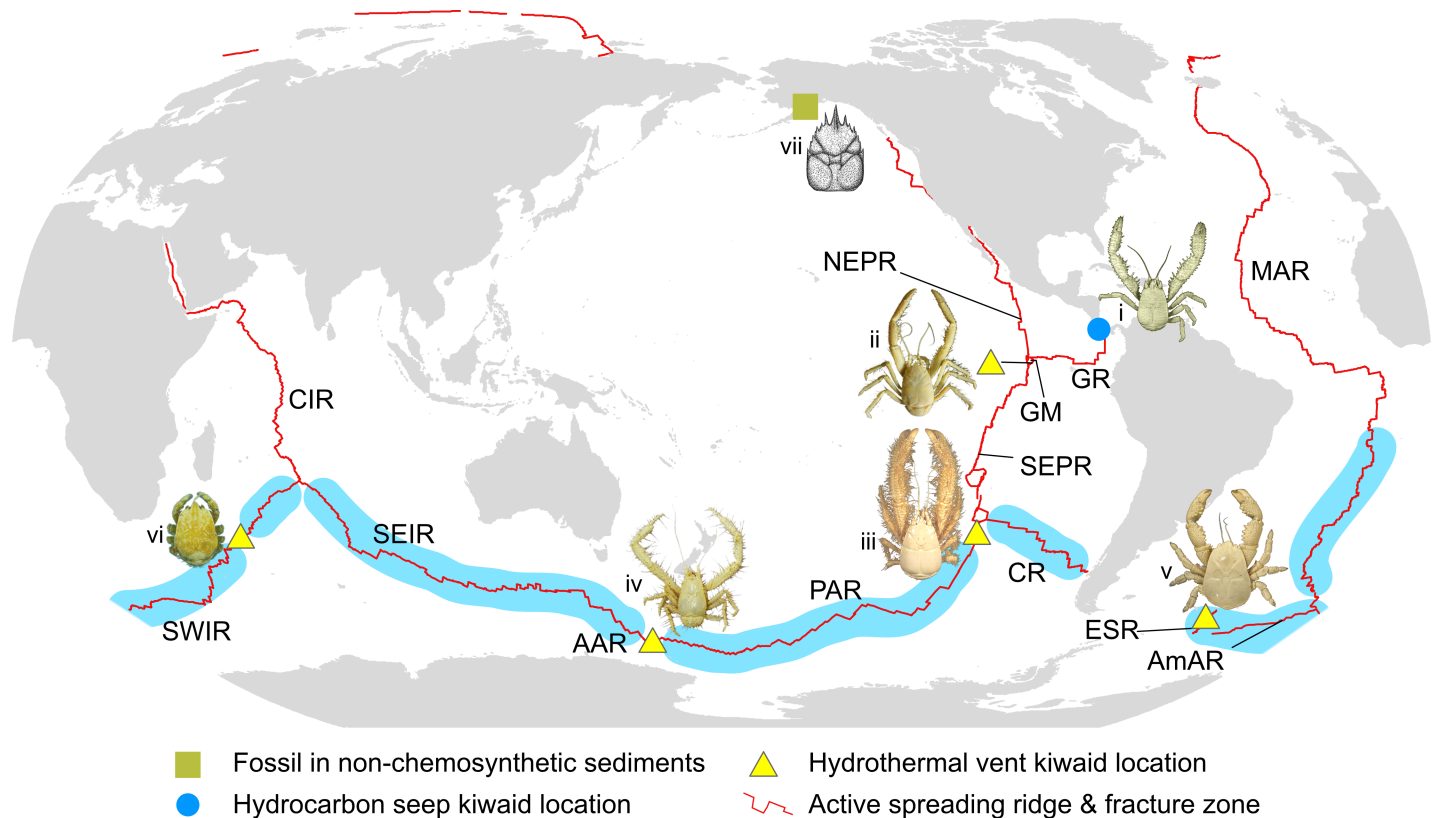 vii
NEPR
MAR
i
ii
GR
CIR
GM
SEPR
vi
SEIR
iii
iv
CR
v
PAR
SWIR
AAR
ESR
AmAR
Fossil in non-chemosynthetic sediments
Hydrothermal vent kiwaid location
Hydrocarbon seep kiwaid location
Active spreading ridge & fracture zone